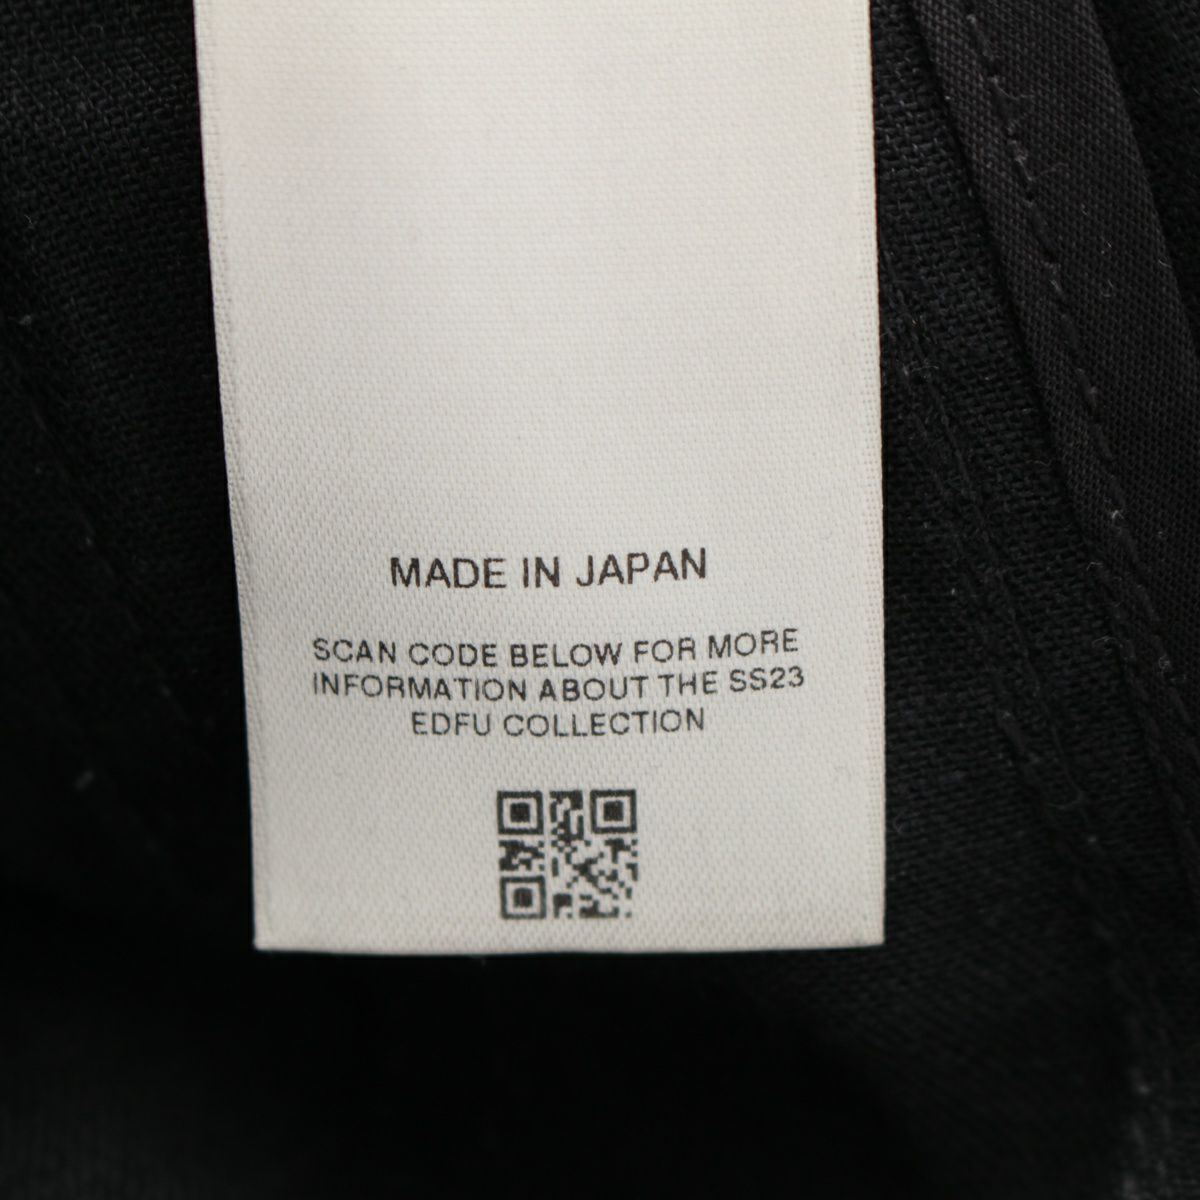 MADE IN JAPAN
SCAN CODE BELOW FOR MORE
INFORMATION ABOUT THE SS23
EDFU COLLECTION